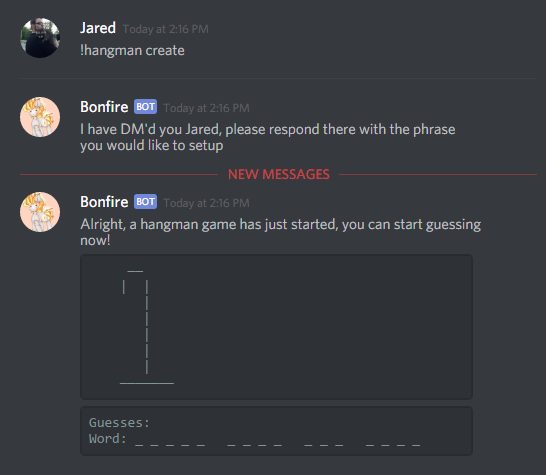 Jared Today at 2:16 PM
!hangman create
Bonfire BOT Today at 2:16 PM
I have DM'd you Jared, please respond there with the phrase
you would like to setup
NEW MESSAGES
Bonfire BOT Today at 2:16 PM
Alright, a hangman game has just started, you can start guessing
now!
Guesses:
Word: _ _ _ _ _   _ _ _ _   _ _ _   _ _ _ _